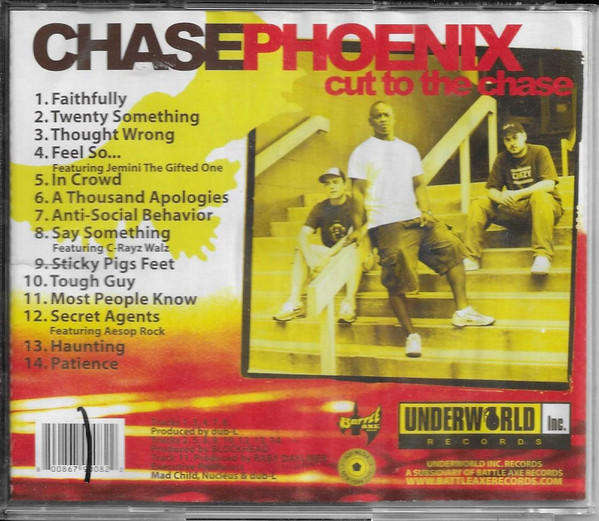 CHASEPHOENIX
cut to the chase
1. Faithfully
2. Twenty Something
3. Thought Wrong
4. Feel So...
Featuring Jemini The Gifted One
5. In Crowd
6. A Thousand Apologies
7. Anti-Social Behavior
8. Say Something
Featuring C-Rayz Walz
9. Sticky Pigs Feet
10. Tough Guy
11. Most People Know
12. Secret Agents
Featuring Aesop Rock
13. Haunting
14. Patience
Produced by dub-L
Mad Child, Nucleus & dub-L
Battle
AXE
UNDERWORLD Inc.
RECORDS
UNDERWORLD INC. RECORDS
A SUBSIDIARY OF BATTLE AXE RECORDS
WWW.BATTLEAXERECORDS.COM